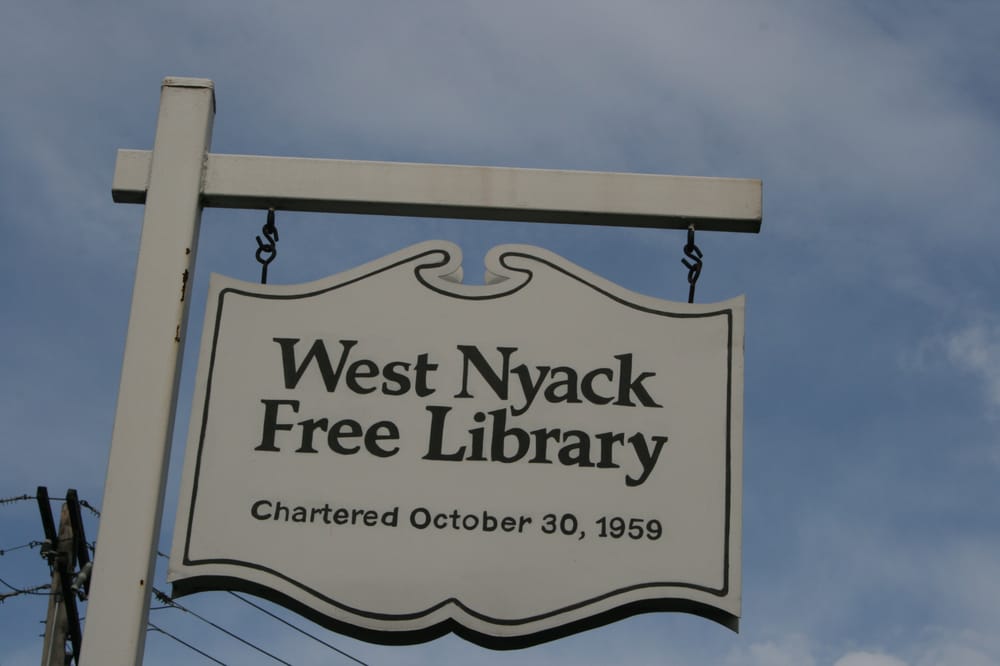 West Nyack
Free Library
Chartered October 30, 1959